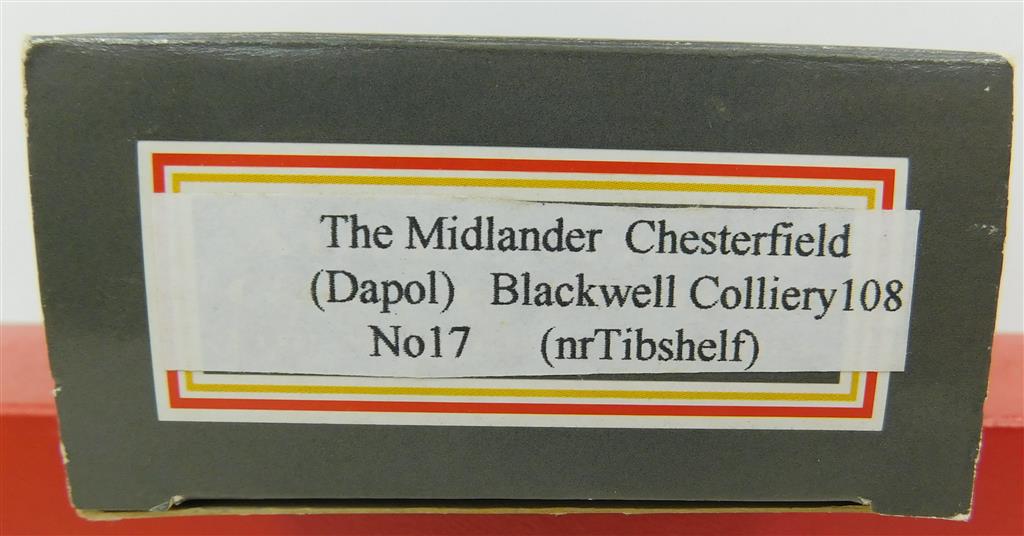 The Midlander Chesterfield
(Dapol) Blackwell Colliery108
No17 (nrTibshelf)